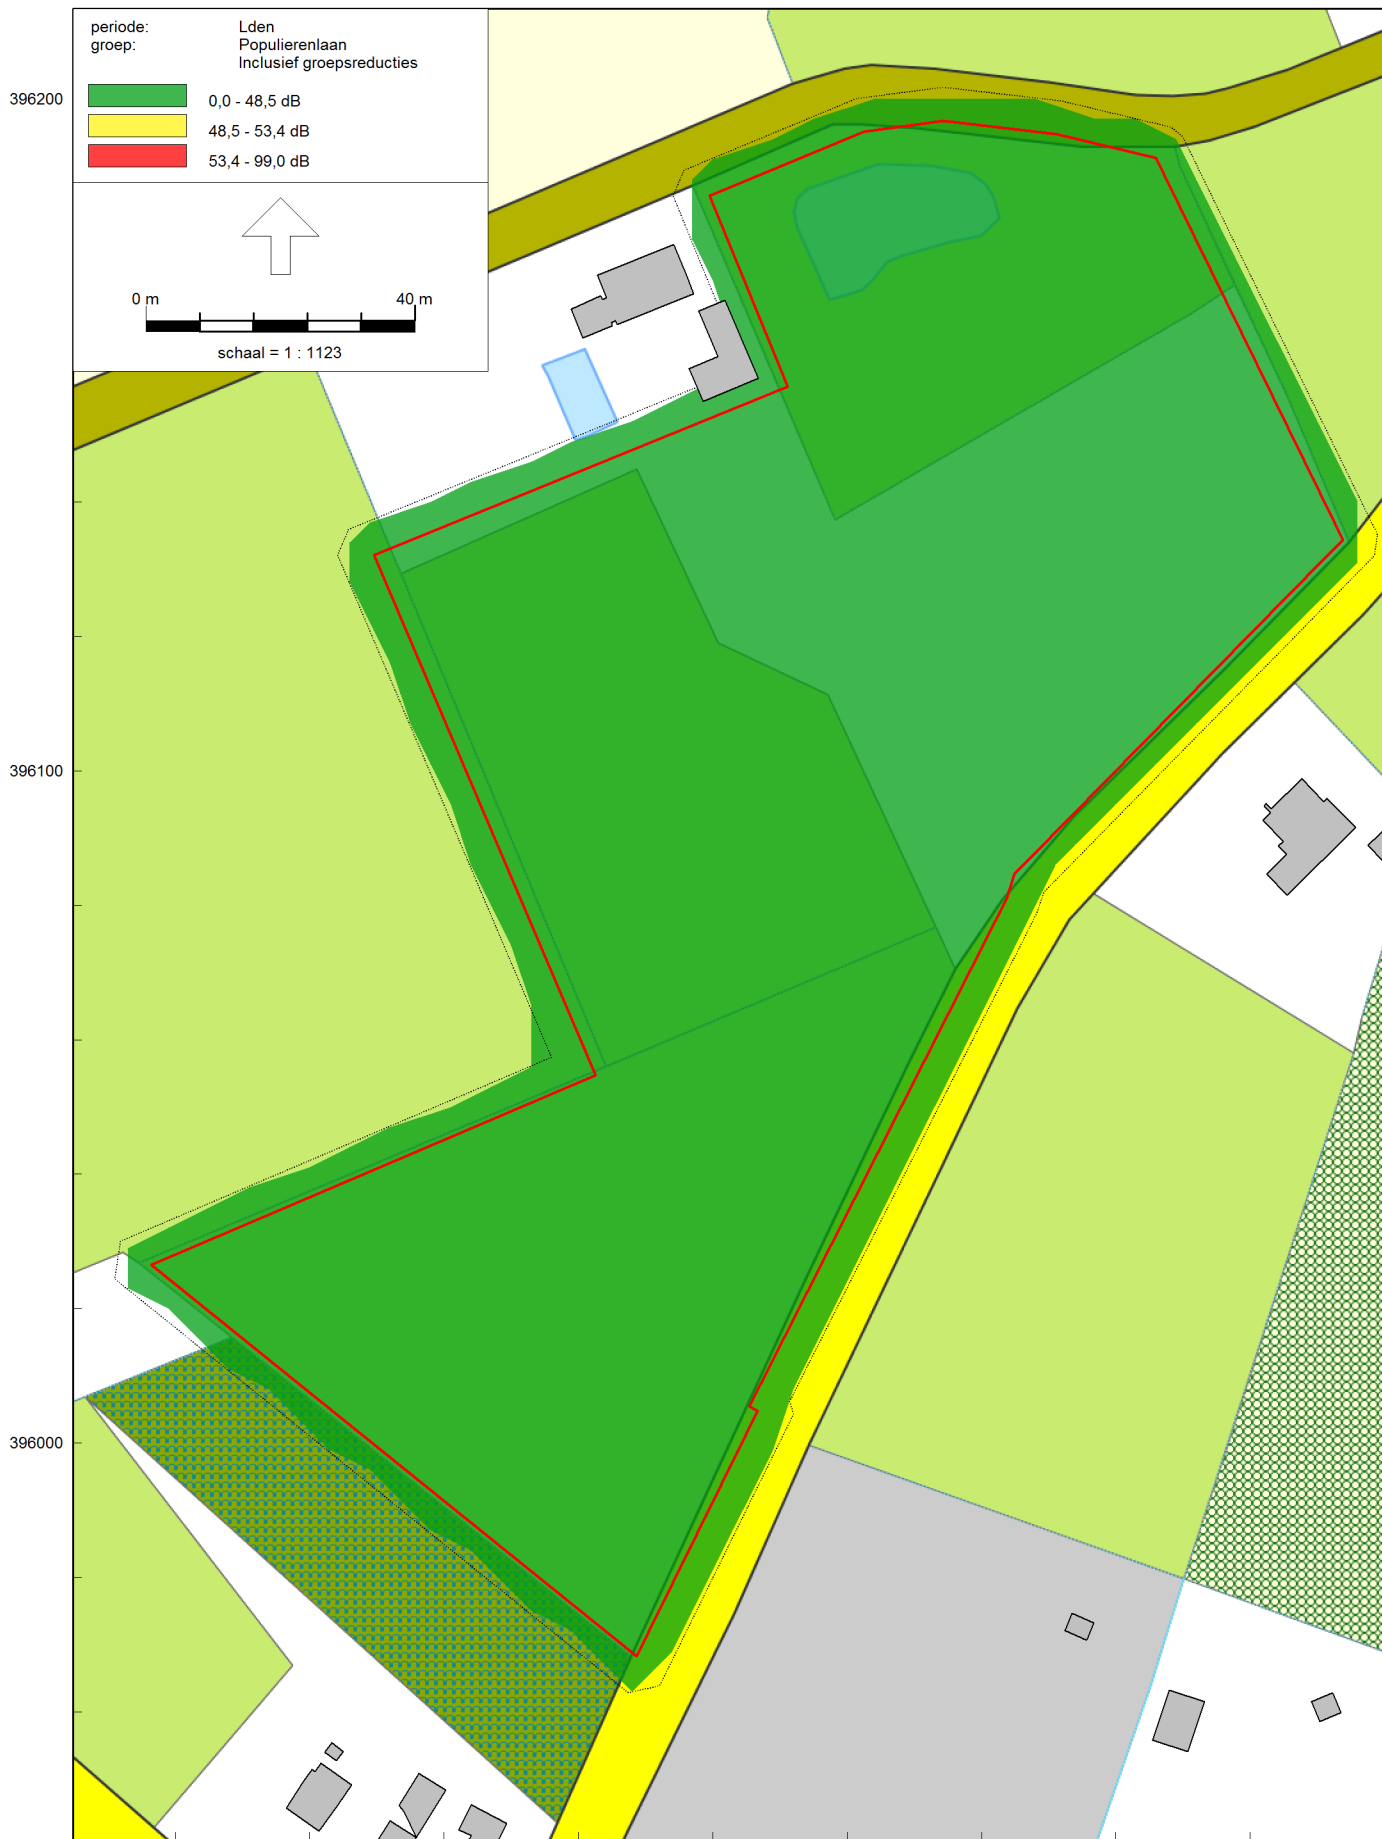 periode: Lden
groep: Populierenlaan
Inclusief groepsreducties
0,0 - 48,5 dB
48,5 - 53,4 dB
53,4 - 99,0 dB
0 m 40 m
schaal = 1 : 1123
396200
396100
396000